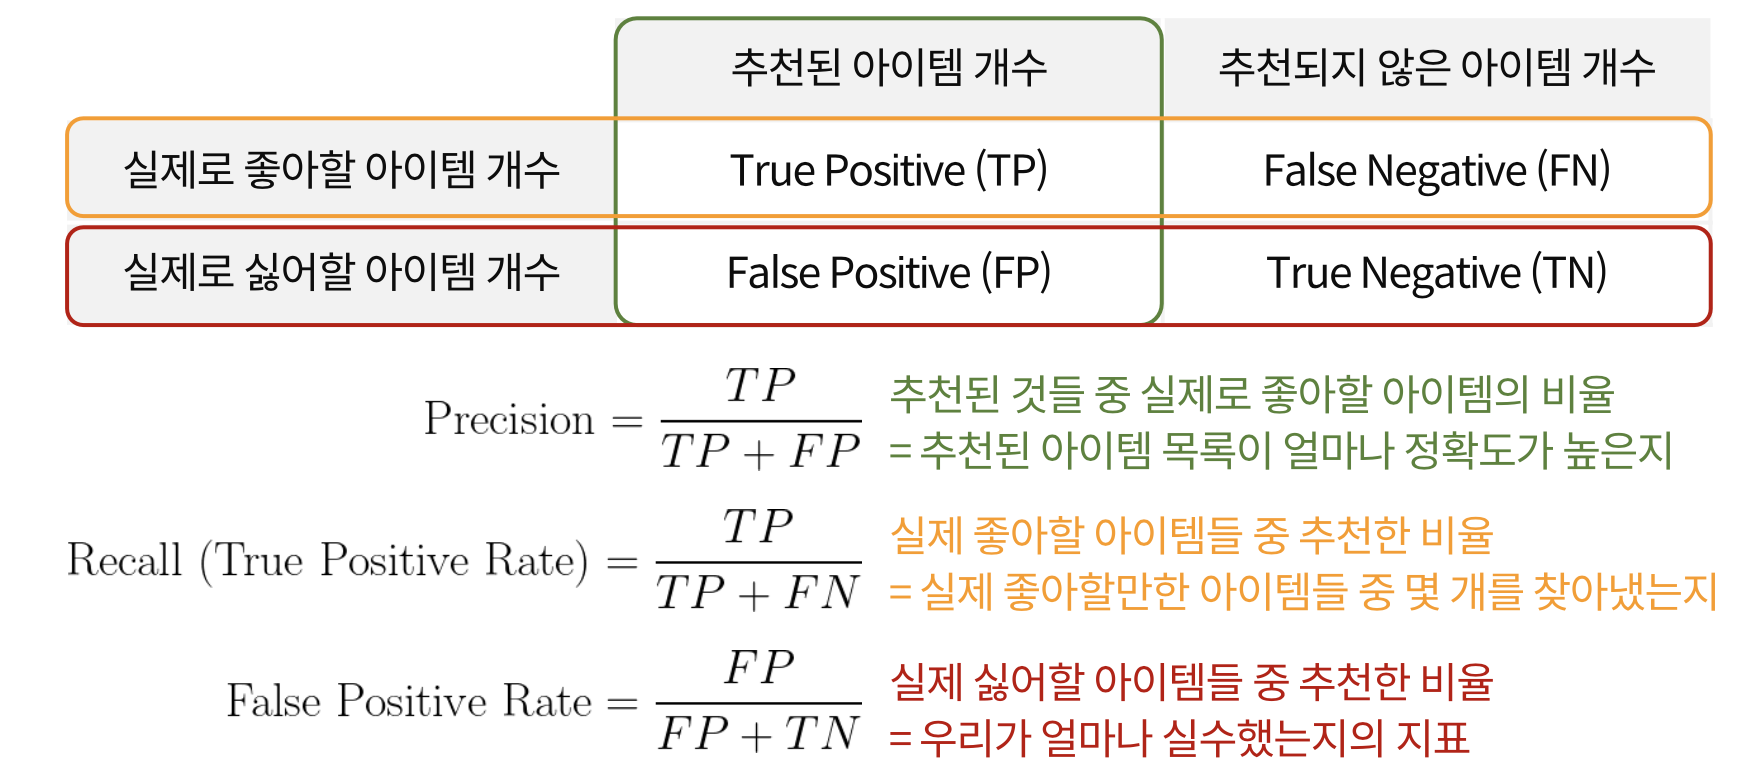 추천된 아이템 개수 추천되지 않은 아이템 개수
실제로 좋아할 아이템 개수 True Positive (TP) False Negative (FN)
실제로 싫어할 아이템 개수 False Positive (FP) True Negative (TN)
Precision = TP / TP + FP
추천된 것들 중 실제로 좋아할 아이템의 비율
= 추천된 아이템 목록이 얼마나 정확도가 높은지
Recall (True Positive Rate) = TP / TP + FN
실제 좋아할 아이템들 중 추천한 비율
= 실제 좋아할만한 아이템들 중 몇 개를 찾아냈는지
False Positive Rate = FP / FP + TN
실제 싫어할 아이템들 중 추천한 비율
= 우리가 얼마나 실수했는지의 지표